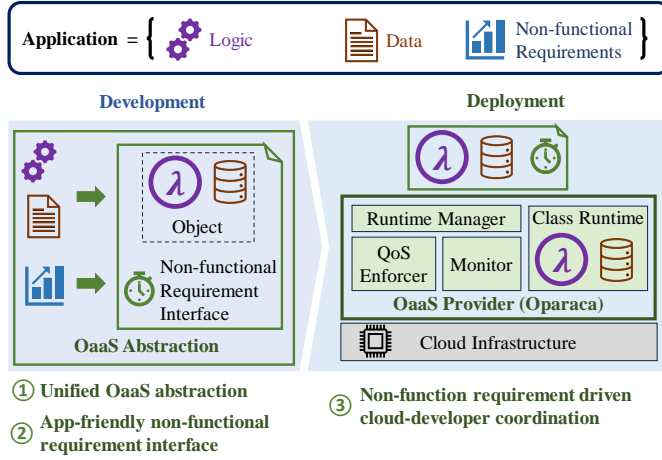 Application = { Logic Data Non-functional
Requirements }
Development
Deployment
λ
Object
Non-functional
Requirement
Interface
OaaS Abstraction
λ
Runtime Manager
Class Runtime
QoS
Enforcer
Monitor
λ
OaaS Provider (Oparaca)
Cloud Infrastructure
① Unified OaaS abstraction
② App-friendly non-functional
requirement interface
③ Non-function requirement driven
cloud-developer coordination